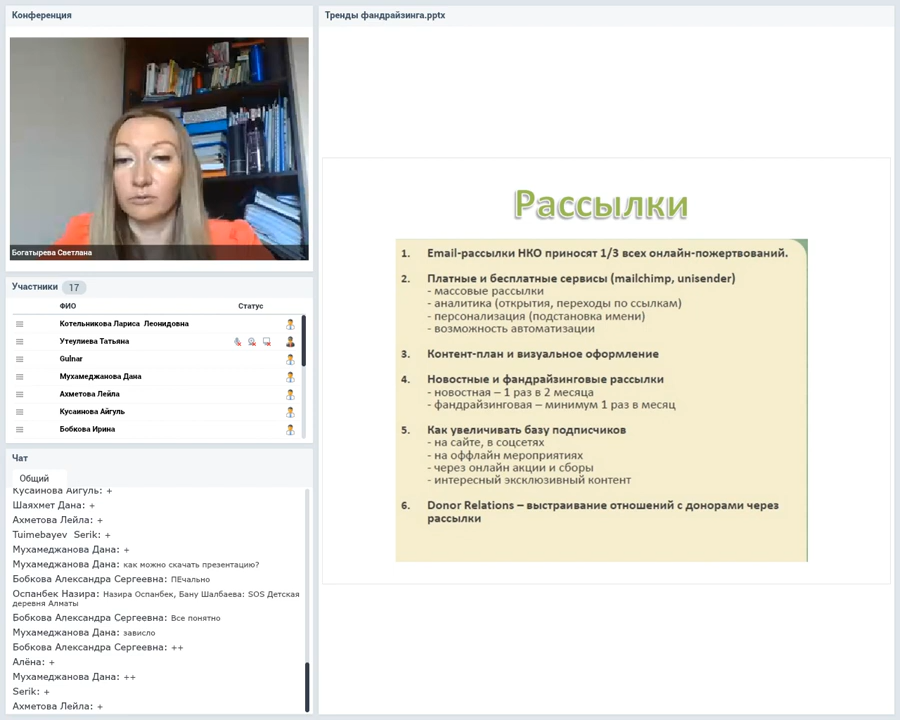 Конференция
Богатырева Светлана
Участники 17
ФИО Статус
Котельникова Лариса Леонидовна
Утеулиева Татьяна
Gulnar
Мухамеджанова Дана
Ахметова Лейла
Кусаинова Айгуль
Бобкова Ирина
Чат
Общий
Кусаинова Айгуль: +
Шаяхмет Дана: +
Ахметова Лейла: +
Tuimebayev Serik: +
Мухамеджанова Дана: +
Мухамеджанова Дана: как можно скачать презентацию?
Бобкова Александра Сергеевна: ПЕчально
Оспанбек Назира: Назира Оспанбек, Бану Шалбаева: SOS Детская
деревня Алматы
Бобкова Александра Сергеевна: Все понятно
Мухамеджанова Дана: зависло
Бобкова Александра Сергеевна: ++
Алёна: +
Мухамеджанова Дана: ++
Serik: +
Ахметова Лейла: +
Тренды фандрайзинга.pptx
Рассылки
1. Email-рассылки НКО приносят 1/3 всех онлайн-пожертвований.
2. Платные и бесплатные сервисы (mailchimp, unisender)
- массовые рассылки
- аналитика (открытия, переходы по ссылкам)
- персонализация (подстановка имени)
- возможность автоматизации
3. Контент-план и визуальное оформление
4. Новостные и фандрайзинговые рассылки
- новостная – 1 раз в 2 месяца
- фандрайзинговая – минимум 1 раз в месяц
5. Как увеличивать базу подписчиков
- на сайте, в соцсетях
- на оффлайн мероприятиях
- через онлайн акции и сборы
- интересный эксклюзивный контент
6. Donor Relations – выстраивание отношений с донорами через
рассылки